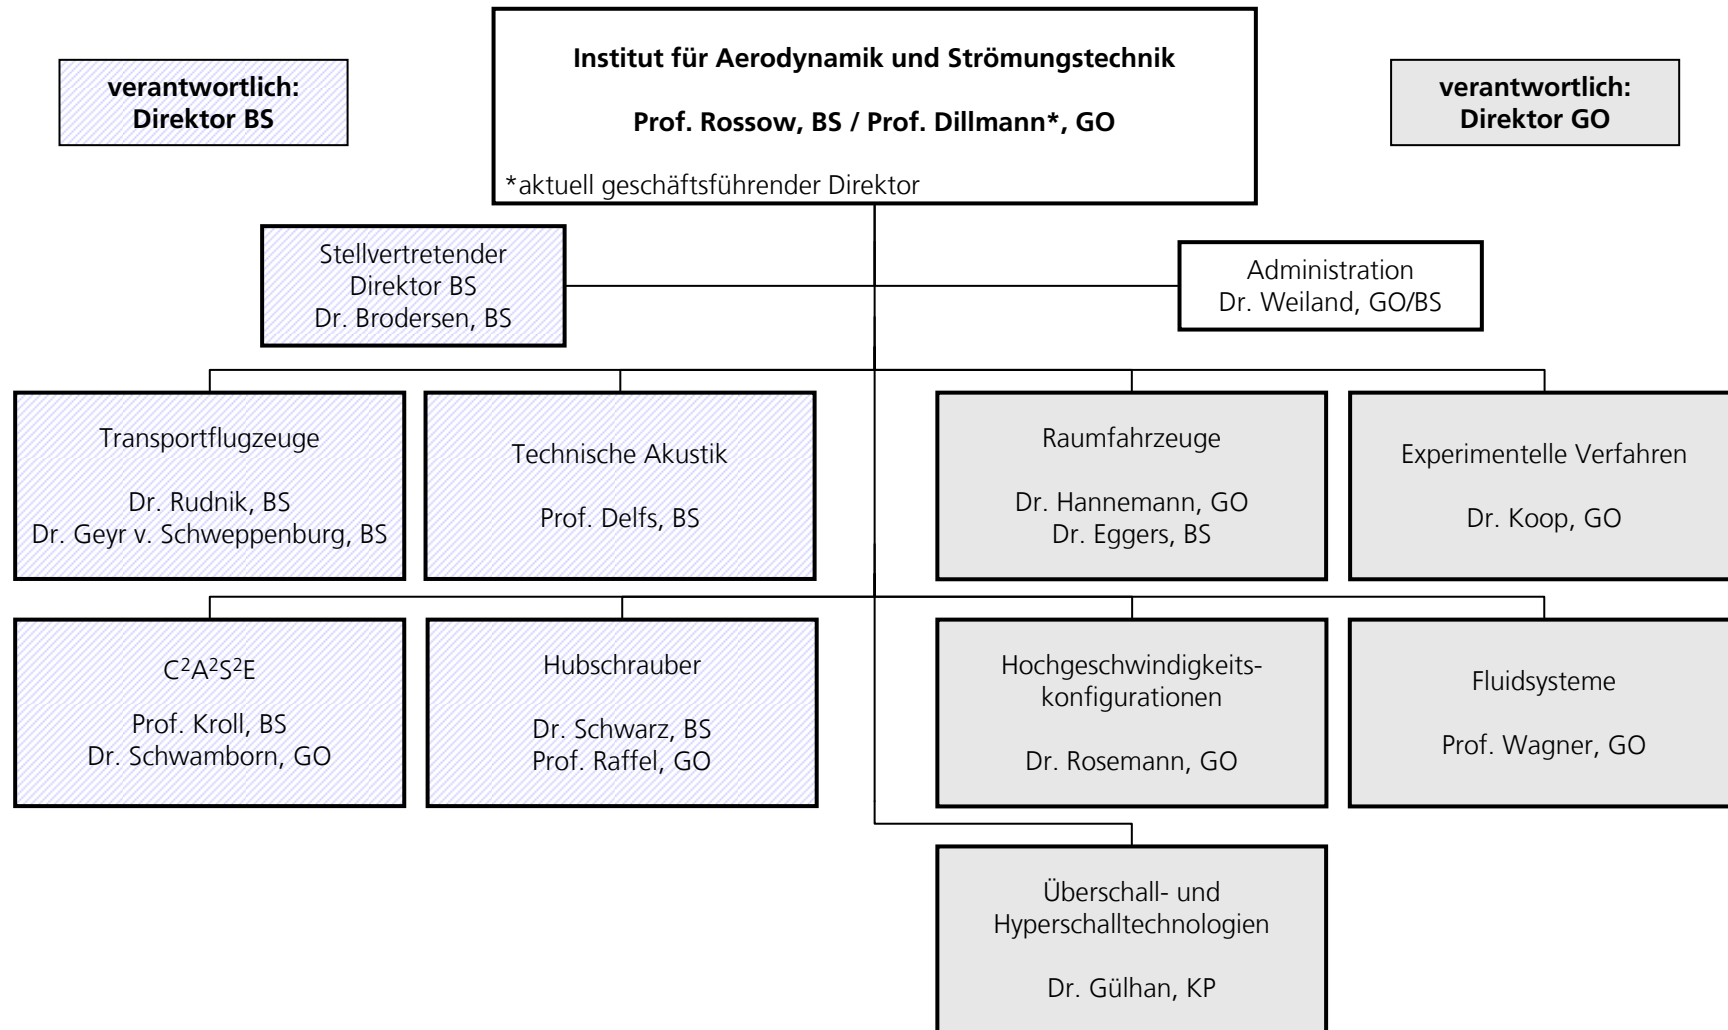 Institut für Aerodynamik und Strömungstechnik
Prof. Rossow, BS / Prof. Dillmann*, GO
*aktuell geschäftsführender Direktor
verantwortlich:
Direktor BS
verantwortlich:
Direktor GO
Stellvertretender
Direktor BS
Dr. Brodersen, BS
Administration
Dr. Weiland, GO/BS
Transportflugzeuge
Dr. Rudnik, BS
Dr. Geyr v. Schweppenburg, BS
Technische Akustik
Prof. Delfs, BS
Raumfahrzeuge
Dr. Hannemann, GO
Dr. Eggers, BS
Experimentelle Verfahren
Dr. Koop, GO
C²A²S²E
Prof. Kroll, BS
Dr. Schwamborn, GO
Hubschrauber
Dr. Schwarz, BS
Prof. Raffel, GO
Hochgeschwindigkeits-
konfigurationen
Dr. Rosemann, GO
Fluidsysteme
Prof. Wagner, GO
Überschall- und
Hyperschalltechnologien
Dr. Gülhan, KP